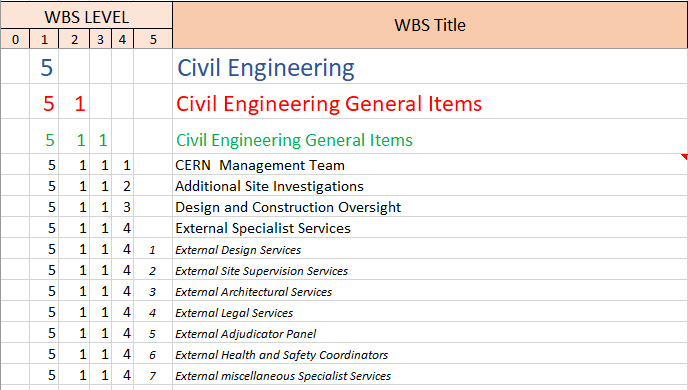 WBS LEVEL WBS Title
0 1 2 3 4 5
5 Civil Engineering
5 1 Civil Engineering General Items
5 1 1 Civil Engineering General Items
5 1 1 1 CERN Management Team
5 1 1 2 Additional Site Investigations
5 1 1 3 Design and Construction Oversight
5 1 1 4 External Specialist Services
5 1 1 4 1 External Design Services
5 1 1 4 2 External Site Supervision Services
5 1 1 4 3 External Architectural Services
5 1 1 4 4 External Legal Services
5 1 1 4 5 External Adjudicator Panel
5 1 1 4 6 External Health and Safety Coordinators
5 1 1 4 7 External miscellaneous Specialist Services